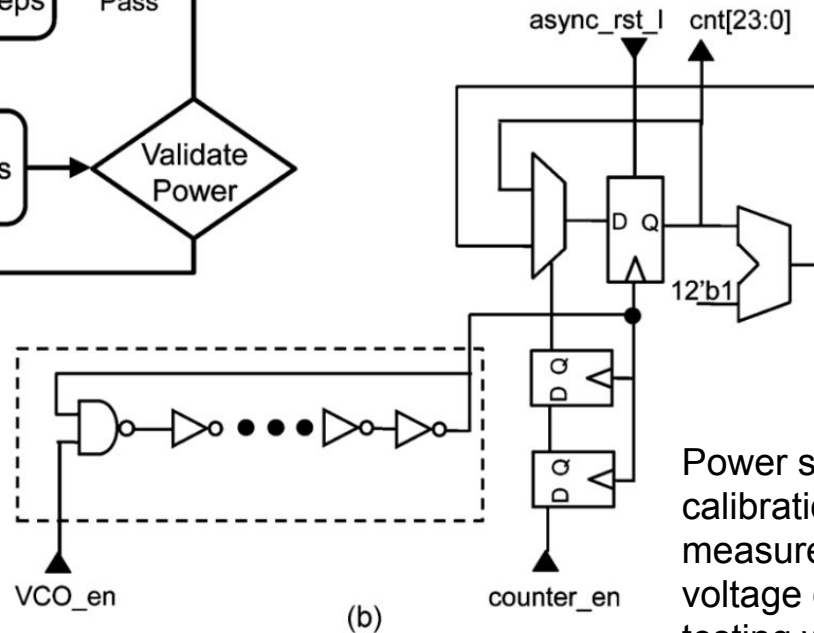 eps
Pass
s
Validate
Power
async_rst_l
cnt[23:0]
D Q
12'b1
D Q
D Q
VCO_en
counter_en
(b)
Power s
calibratio
measure
voltage